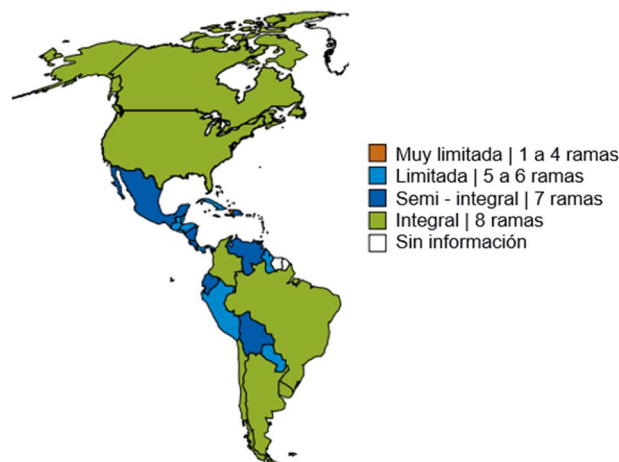 Muy limitada | 1 a 4 ramas
Limitada | 5 a 6 ramas
Semi - integral | 7 ramas
Integral | 8 ramas
Sin información